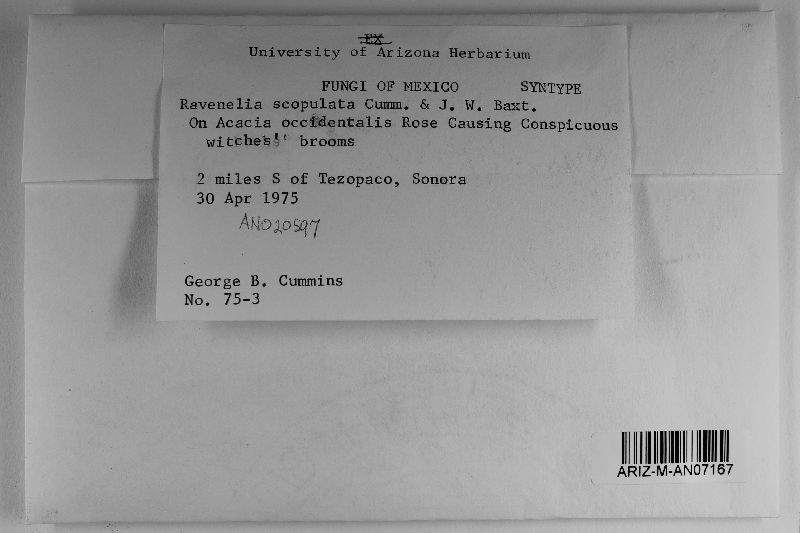 EX
University of Arizona Herbarium
FUNGI OF MEXICO SYNTYPE
Ravenelia scopulata Cumm. & J. W. Baxt.
On Acacia occidentalis Rose Causing Conspicuous
witches' brooms
2 miles S of Tezopaco, Sonora
30 Apr 1975
AN020597
George B. Cummins
No. 75-3
ARIZ-M-AN07167